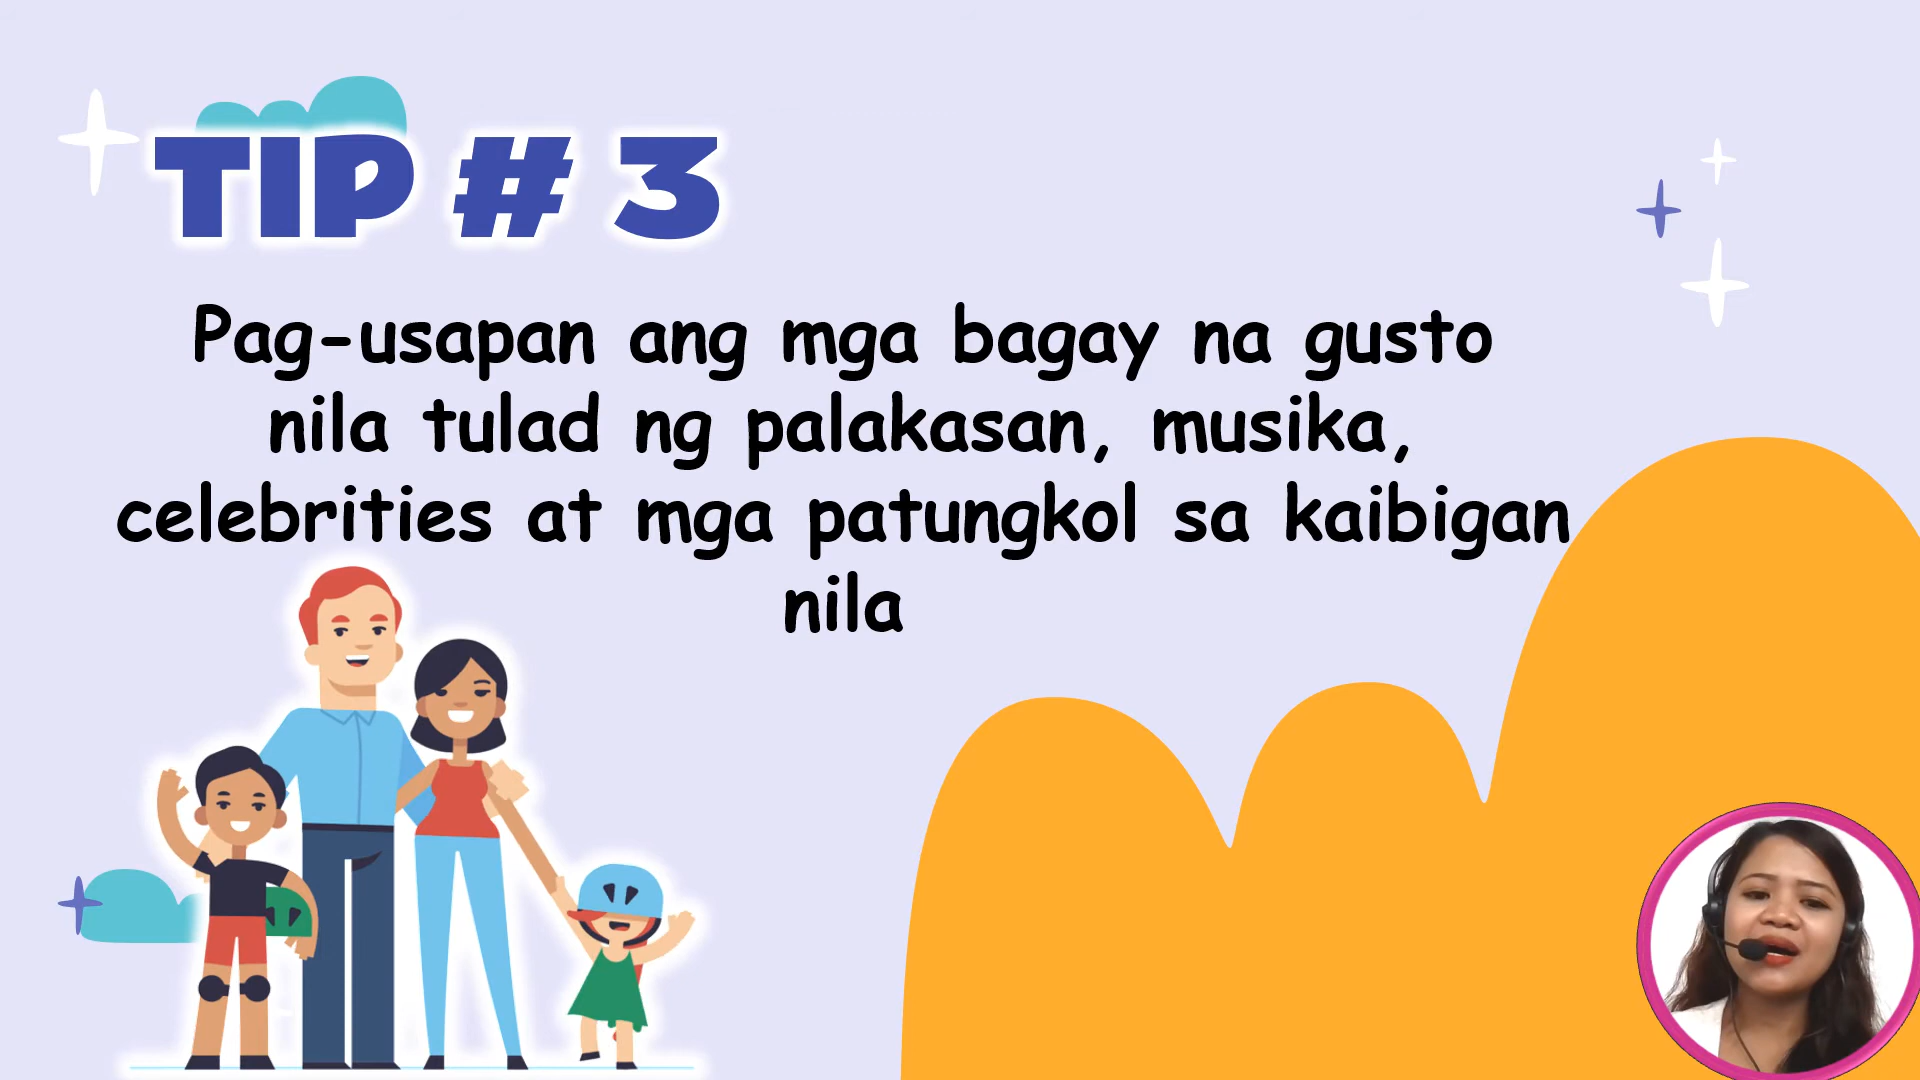 TIP # 3
Pag-usapan ang mga bagay na gusto
nila tulad ng palakasan, musika,
celebrities at mga patungkol sa kaibigan
nila